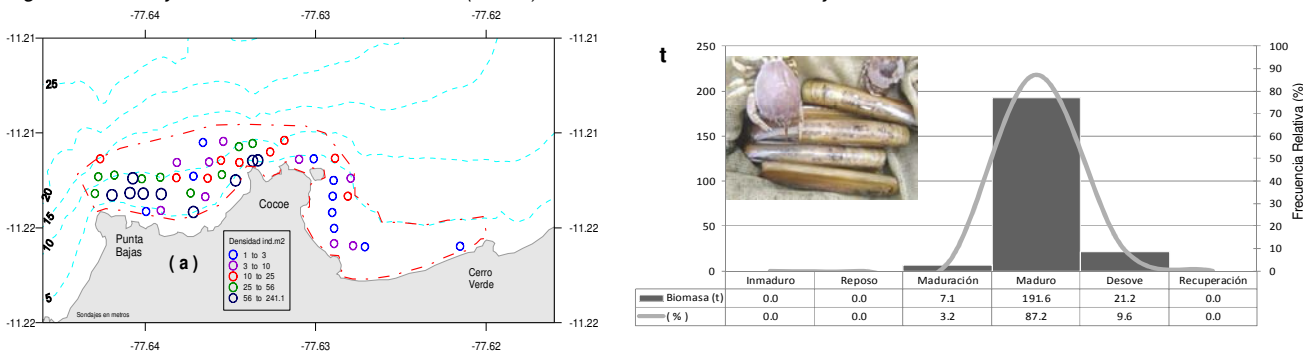 -77.64 -77.63 -77.62
-11.21 -11.21
25
-11.21 -11.21
20
15
10
5
Cocoe
Punta
Bajas
( a )
Densidad ind.m2
1 to 3
3 to 10
10 to 25
25 to 56
56 to 241.1
Cerro
Verde
-11.22 -11.22
Sondajes en metros
-11.22 -11.22
-77.64 -77.63 -77.62
t
250
200
150
100
50
0
100
90
80
70
60
50
40
30
20
10
0
Frecuencia Relativa (%)
Inmaduro Reposo Maduración Maduro Desove Recuperación
Biomasa (t) 0.0 0.0 7.1 191.6 21.2 0.0
( % ) 0.0 0.0 3.2 87.2 9.6 0.0